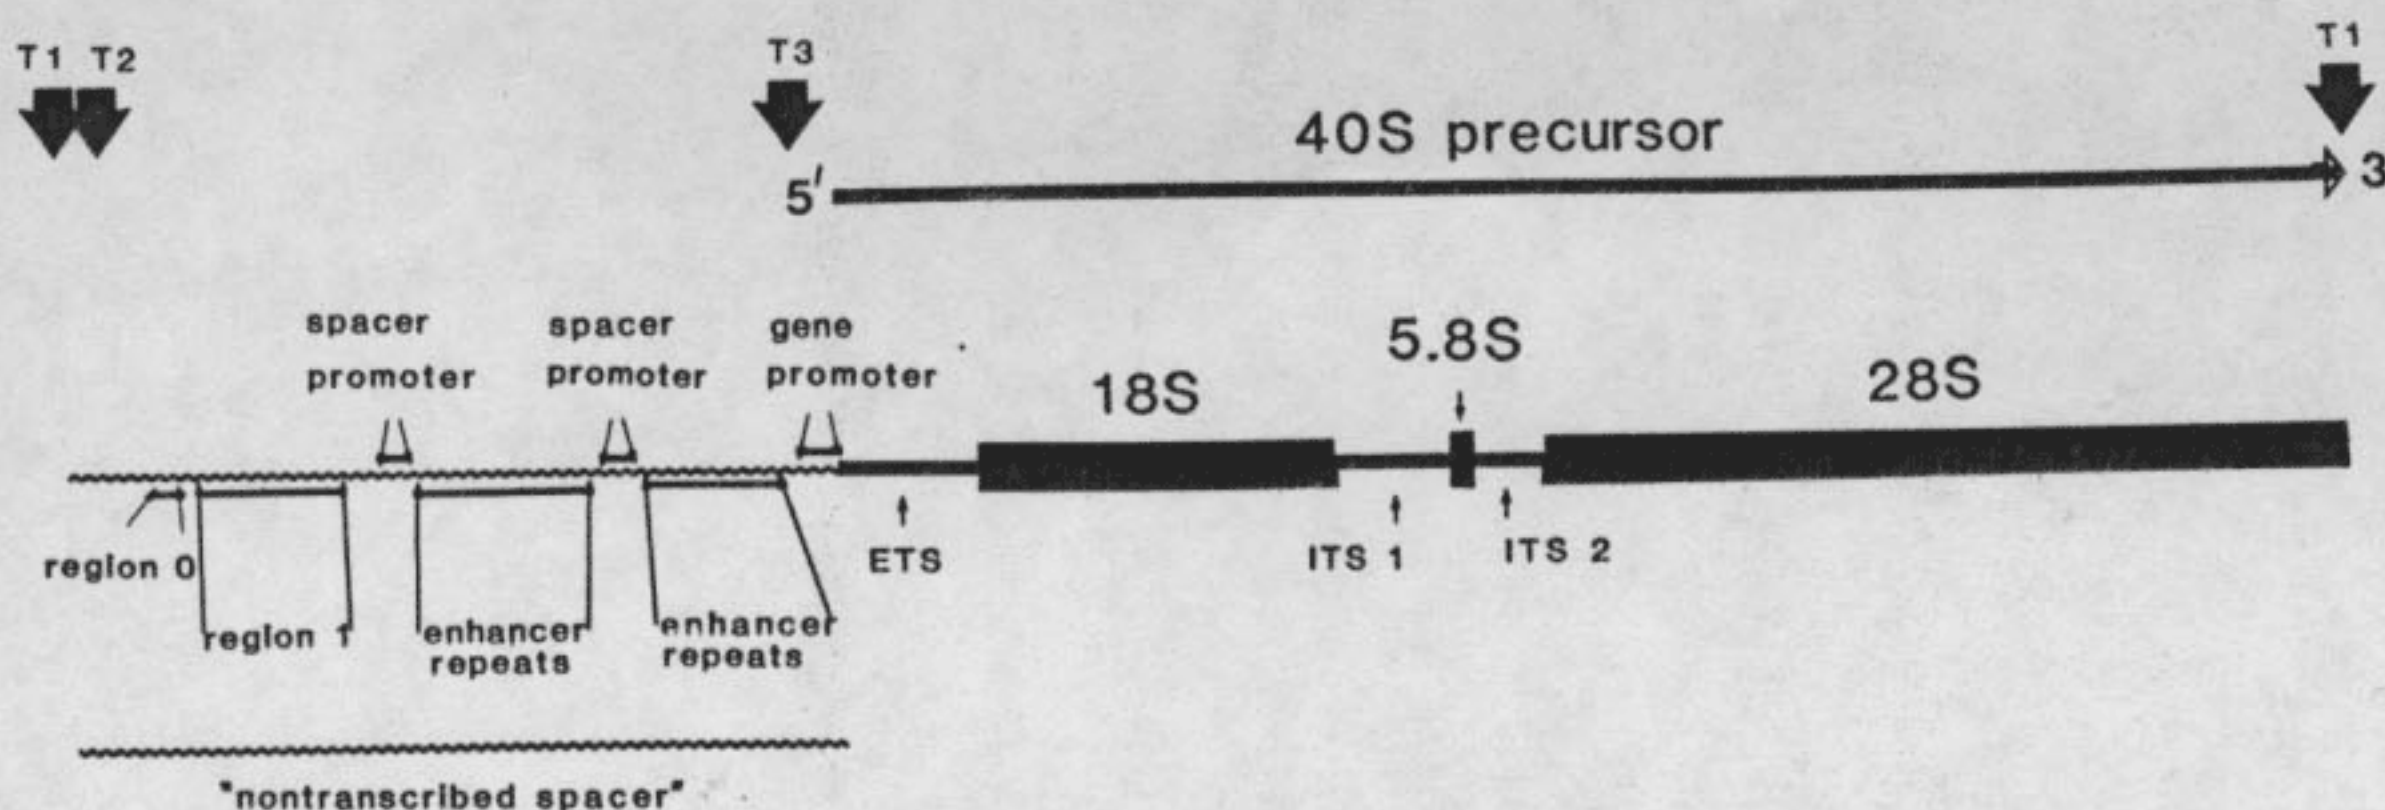 T1 T2 T3 T1
40S precursor
5' 3
spacer promoter
spacer promoter
gene promoter
18S
5.8S
28S
region 0
region 1
enhancer repeats
enhancer repeats
ETS
ITS 1
ITS 2
"nontranscribed spacer"